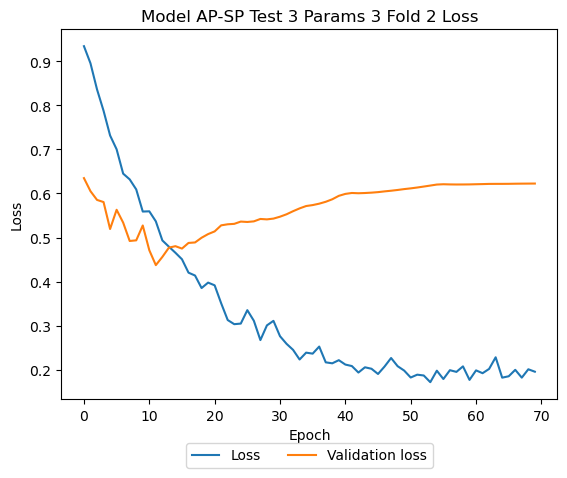 Model AP-SP Test 3 Params 3 Fold 2 Loss
0.9
0.8
0.7
0.6
0.5
0.4
0.3
0.2
Loss
0 10 20 30 40 50 60 70
Epoch
Loss Validation loss